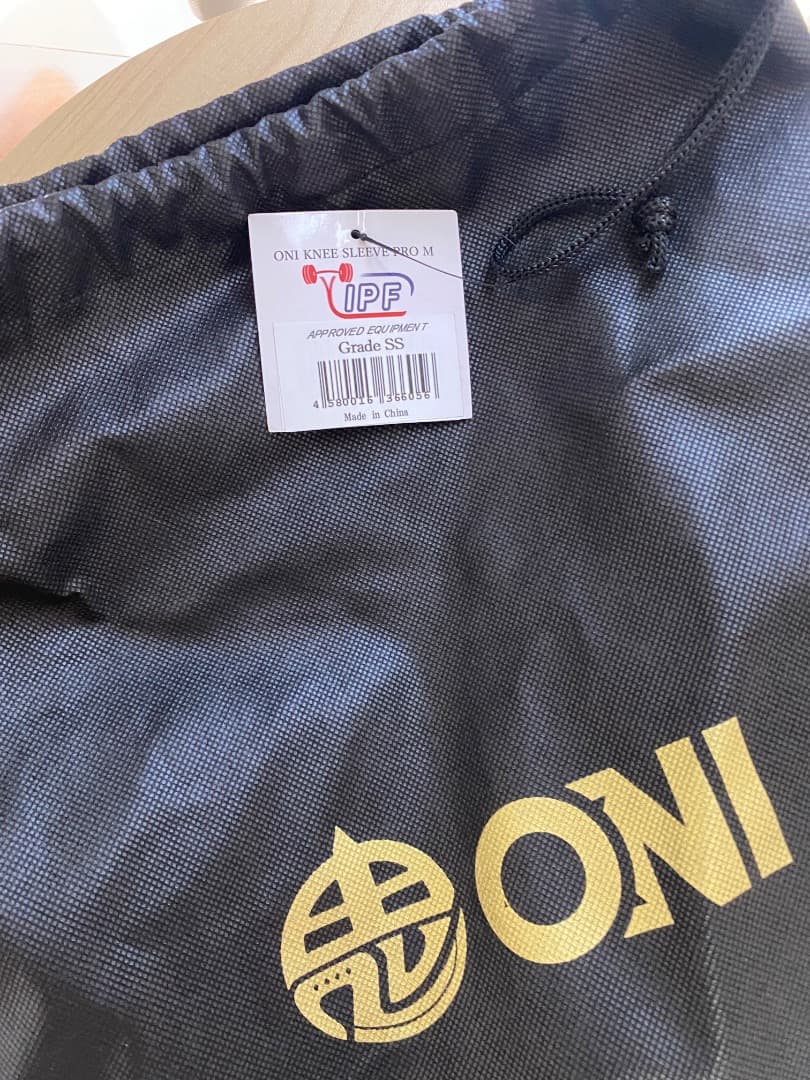 ONI KNEE SLEEVE PRO M
IPF
APPROVED EQUIPMENT
Grade SS
4 580016 366056
Made in China
ONI